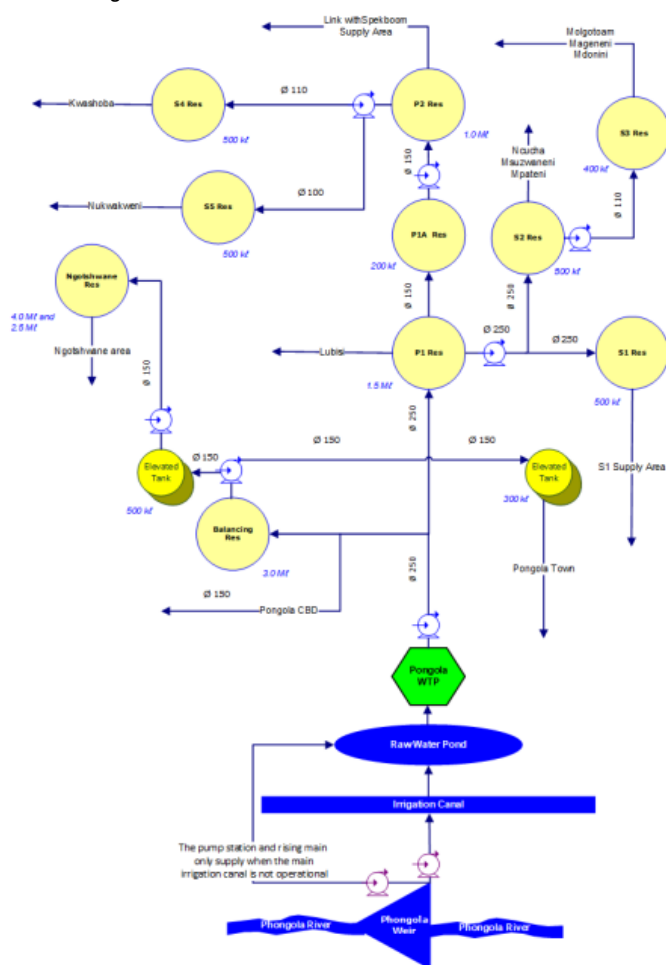 Link withSpekboom
Supply Area
Molgotoam
Mageneni
Mdonini
Kwashoba
S4 Res
Ø 110
P2 Res
500 kℓ
1.0 Mℓ
S3 Res
400 kℓ
Ncucha
Msuzwaneni
Mpateni
Ø 150
Ø 110
Nukwakweni
S5 Res
Ø 100
500 kℓ
P1A Res
200 kℓ
S2 Res
500 kℓ
Ngotshwane
Res
4.0 Mℓ and
2.5 Mℓ
Ngotshwane area
Ø 150
Ø 250
Lubisi
P1 Res
1.5 Mℓ
Ø 250
Ø 250
S1 Res
500 kℓ
Ø 150
Ø 250
Ø 150
Ø 150
S1 Supply Area
Elevated
Tank
500 kℓ
Ø 150
Elevated
Tank
300 kℓ
Balancing
Res
3.0 Mℓ
Ø 250
Pongola Town
Ø 150
Pongola CBD
Pongola
WTP
RawWater Pond
Irrigation Canal
The pump station and rising main
only supply when the main
irrigation canal is not operational
Phongola River
Phongola
Weir
Phongola River